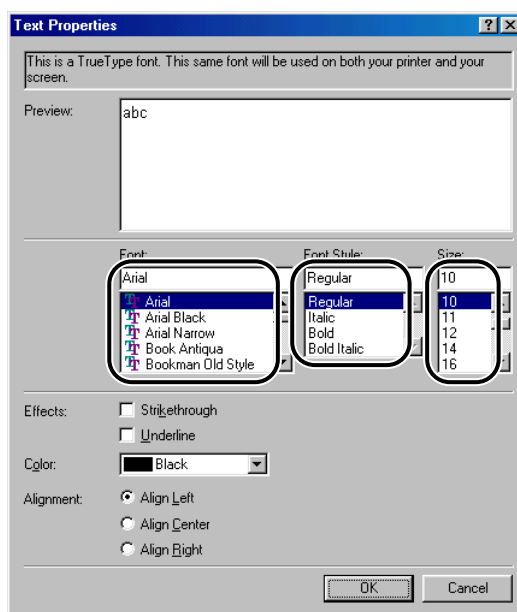 Text Properties
This is a TrueType font. This same font will be used on both your printer and your
screen.
Preview:
abc
Font: Font Style: Size:
Arial Regular 10
Arial Regular 10
Arial Black Italic 11
Arial Narrow Bold 12
Book Antiqua Bold Italic 14
Bookman Old Style 16
Effects: Strikethrough
Underline
Color: Black
Alignment: Align Left
Align Center
Align Right
OK Cancel